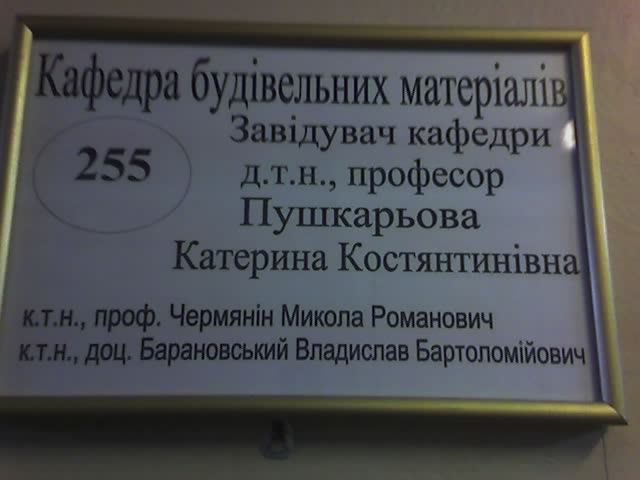 Кафедра будівельних матеріалів
255
Завідувач кафедри
д.т.н., професор
Пушкарьова
Катерина Костянтинівна
к.т.н., проф. Чермянін Микола Романович
к.т.н., доц. Барановський Владислав Бартоломійович